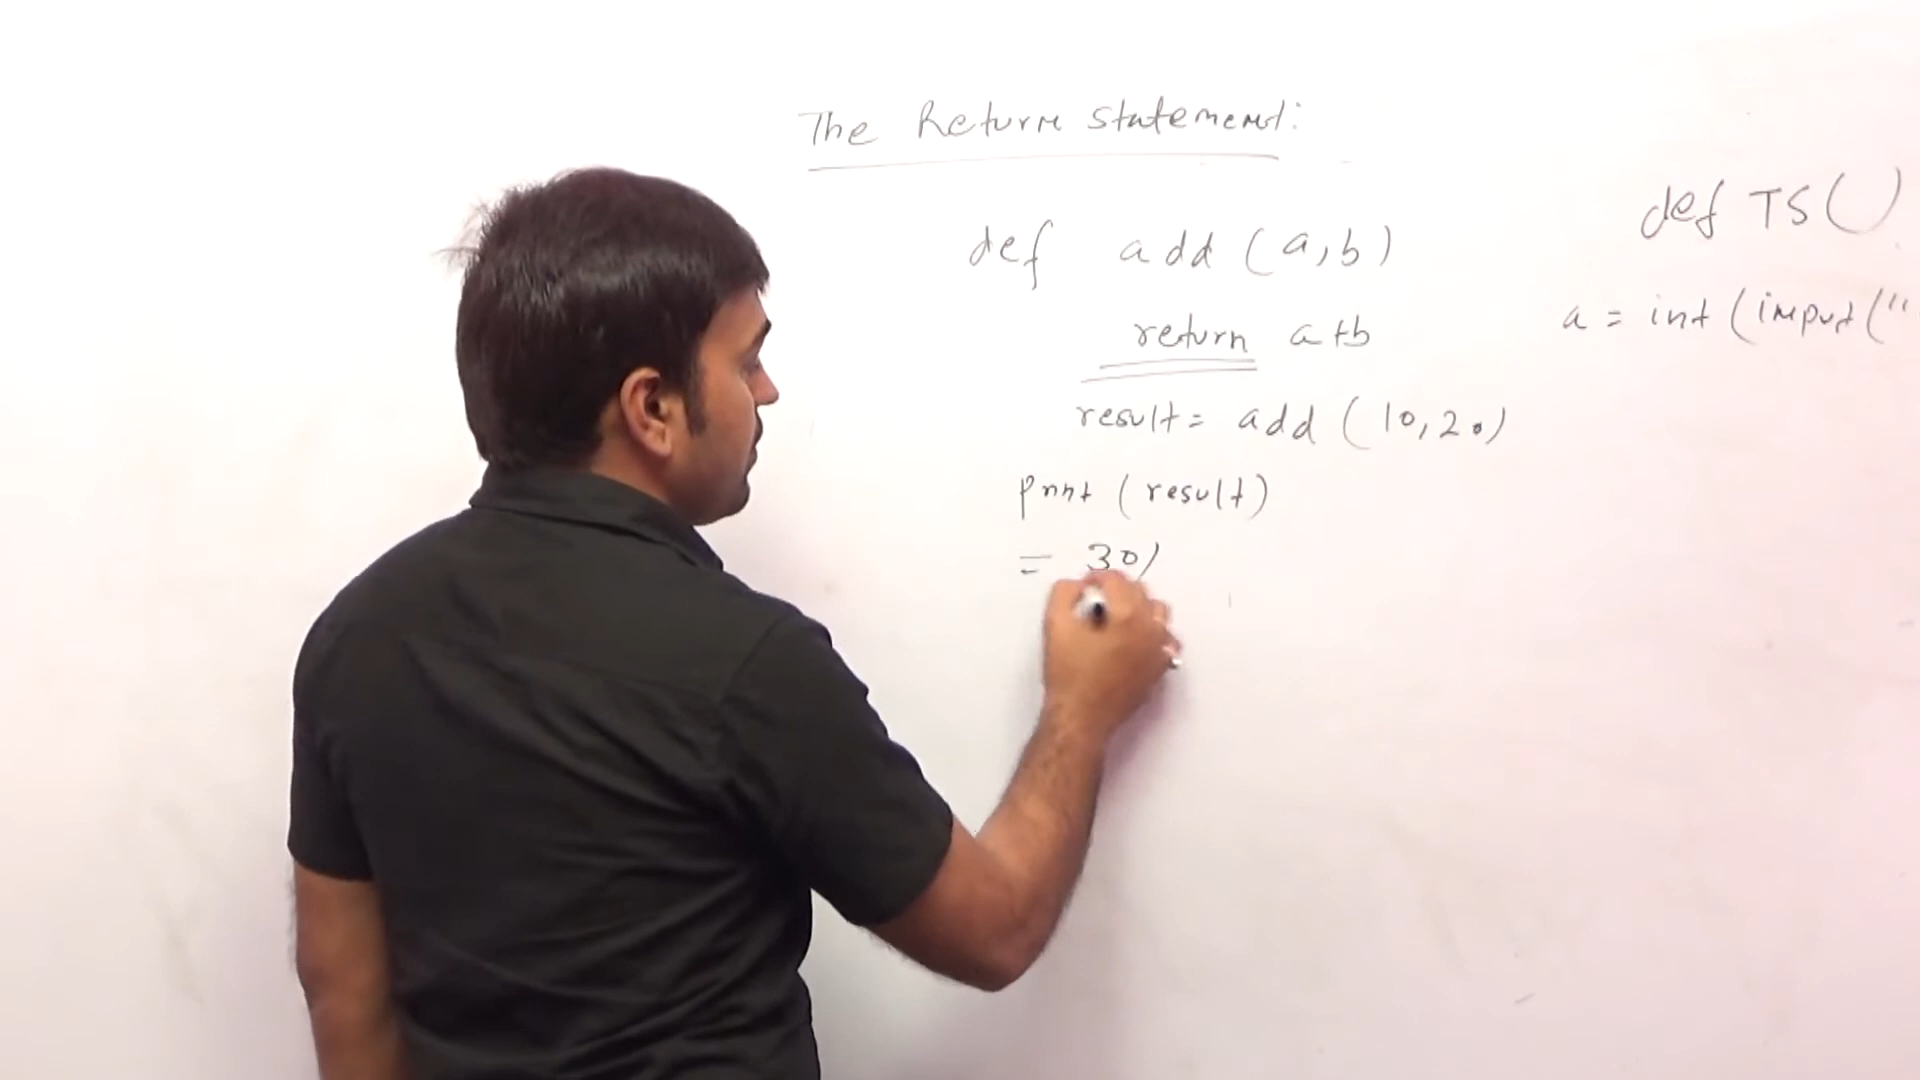 The Return statement:
def add (a,b)
return a+b
result= add (10,20)
print (result)
= 30/
def TS()
a = int (input("